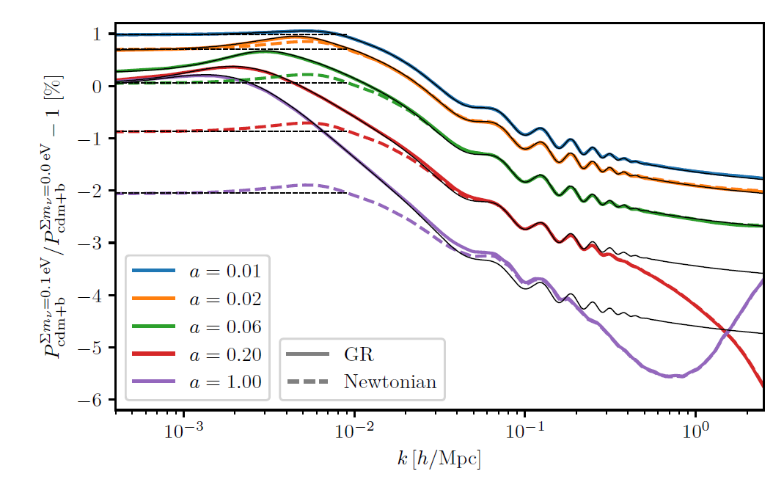 1
0
−1
−2
−3
−4
−5
−6
P_{cdm+b}^{Σm_ν=0.1 eV}/P_{cdm+b}^{Σm_ν=0.0 eV} − 1 [%]
a = 0.01
a = 0.02
a = 0.06
a = 0.20
a = 1.00
GR
Newtonian
10^{−3} 10^{−2} 10^{−1} 10^{0}
k [h/Mpc]